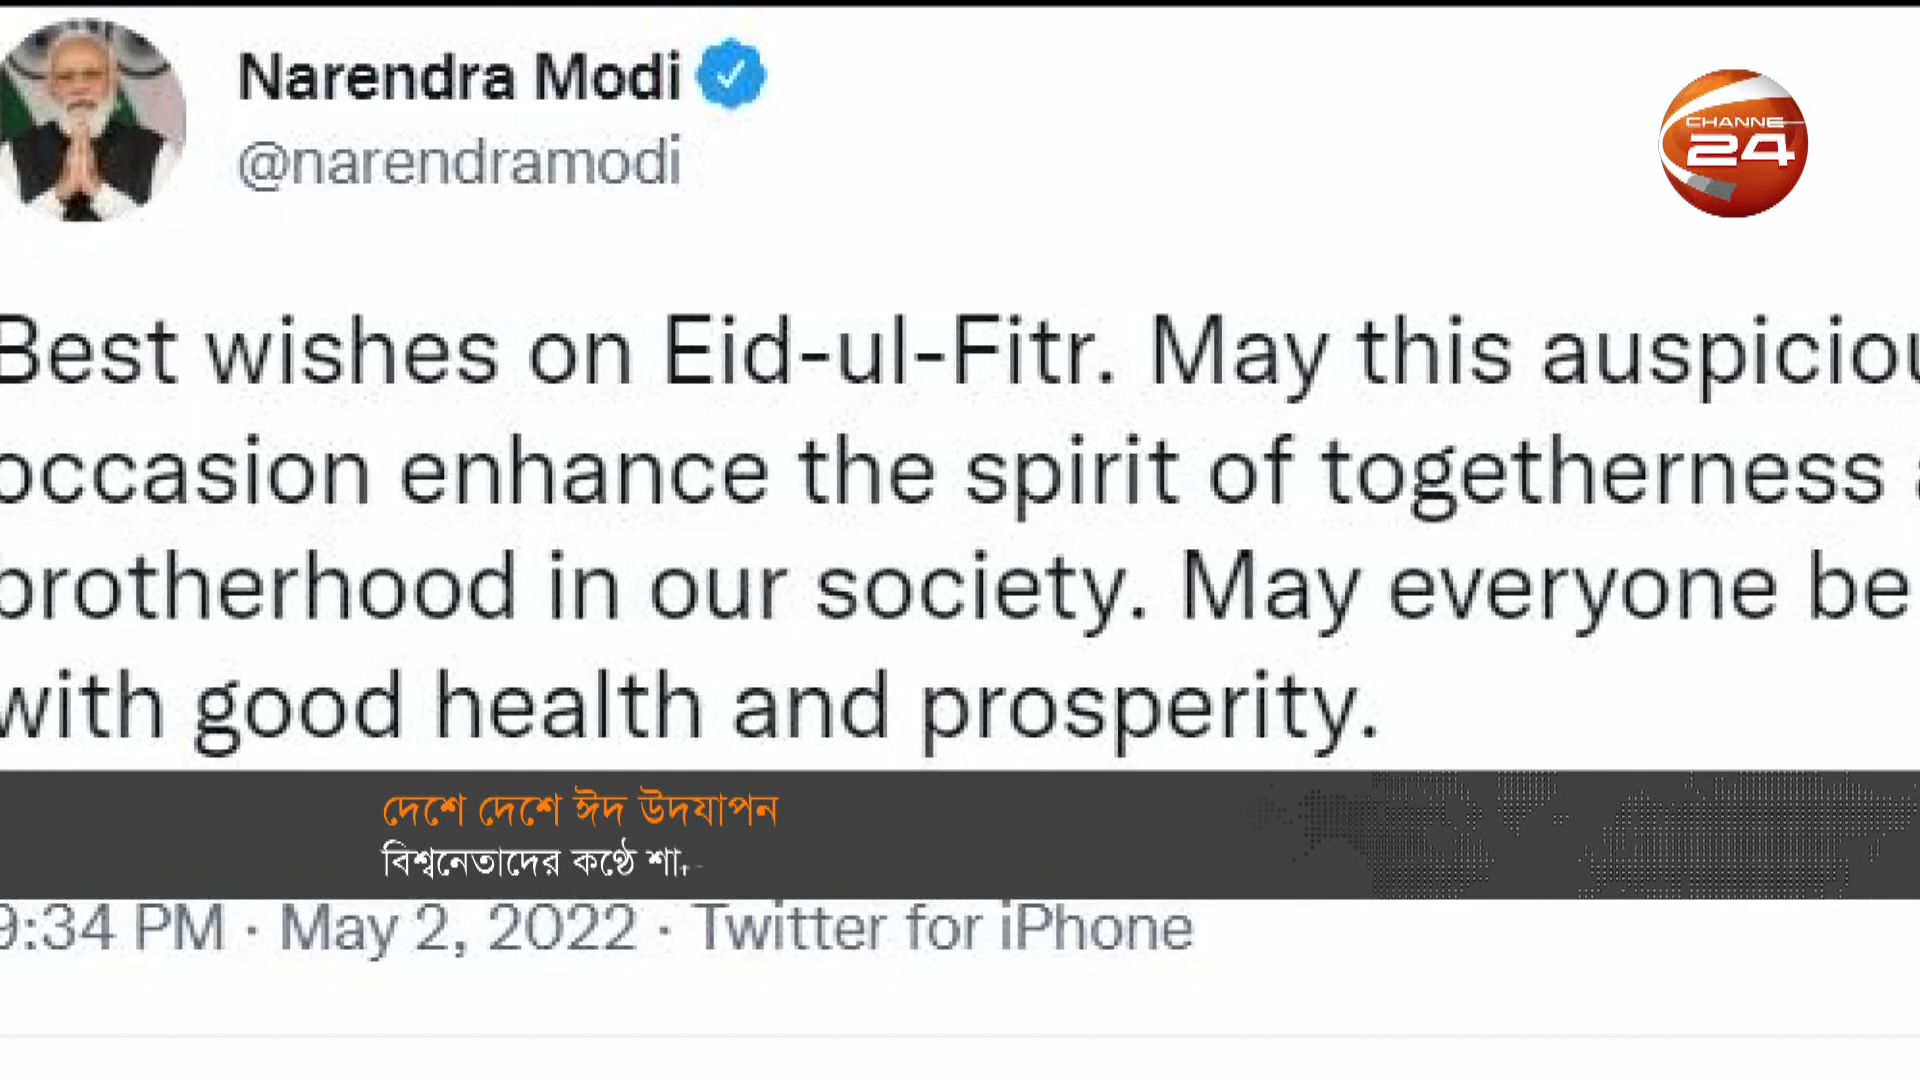 Narendra Modi
@narendramodi
CHANNE
24
Best wishes on Eid-ul-Fitr. May this auspiciou
occasion enhance the spirit of togetherness
brotherhood in our society. May everyone be
with good health and prosperity.
দেশে দেশে ঈদ উদযাপন
বিশ্বনেতাদের কণ্ঠে
9:34 PM · May 2, 2022 · Twitter for iPhone